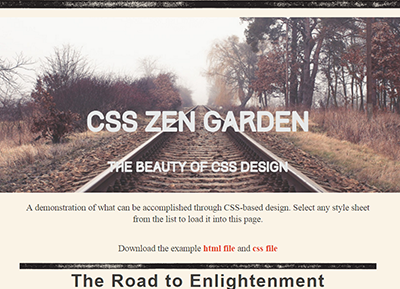 CSS ZEN GARDEN
THE BEAUTY OF CSS DESIGN
A demonstration of what can be accomplished through CSS-based design. Select any style sheet
from the list to load it into this page.
Download the example html file and css file
The Road to Enlightenment